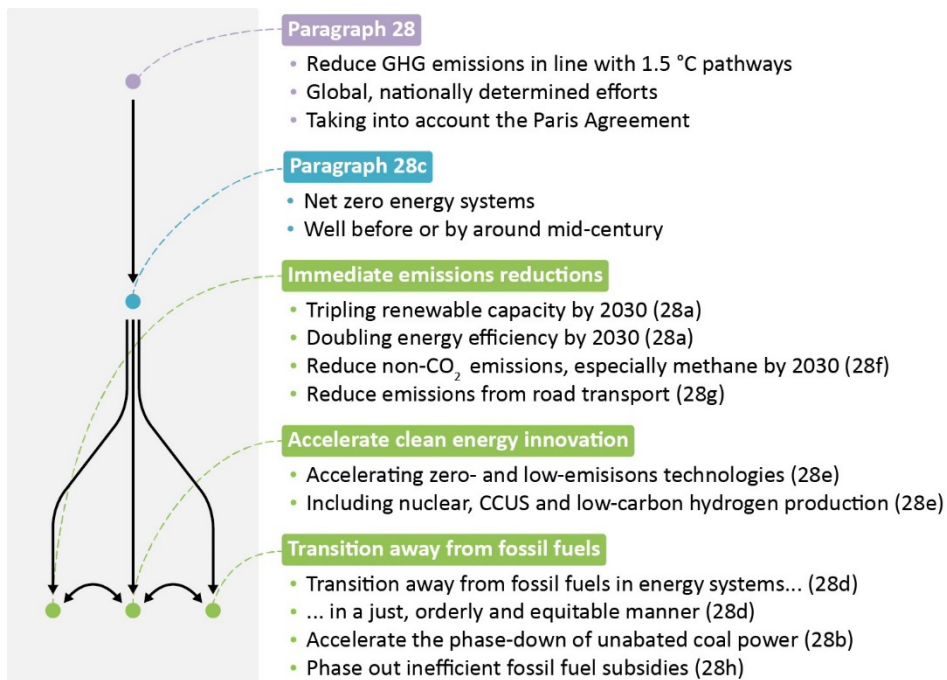 Paragraph 28
• Reduce GHG emissions in line with 1.5 °C pathways
• Global, nationally determined efforts
• Taking into account the Paris Agreement
Paragraph 28c
• Net zero energy systems
• Well before or by around mid-century
Immediate emissions reductions
• Tripling renewable capacity by 2030 (28a)
• Doubling energy efficiency by 2030 (28a)
• Reduce non-CO₂ emissions, especially methane by 2030 (28f)
• Reduce emissions from road transport (28g)
Accelerate clean energy innovation
• Accelerating zero- and low-emisisons technologies (28e)
• Including nuclear, CCUS and low-carbon hydrogen production (28e)
Transition away from fossil fuels
• Transition away from fossil fuels in energy systems... (28d)
• ... in a just, orderly and equitable manner (28d)
• Accelerate the phase-down of unabated coal power (28b)
• Phase out inefficient fossil fuel subsidies (28h)